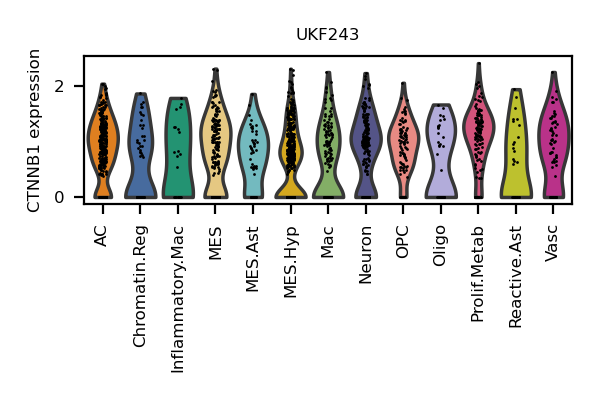 UKF243
CTNNB1 expression
2
0
AC
Chromatin.Reg
Inflammatory.Mac
MES
MES.Ast
MES.Hyp
Mac
Neuron
OPC
Oligo
Prolif.Metab
Reactive.Ast
Vasc